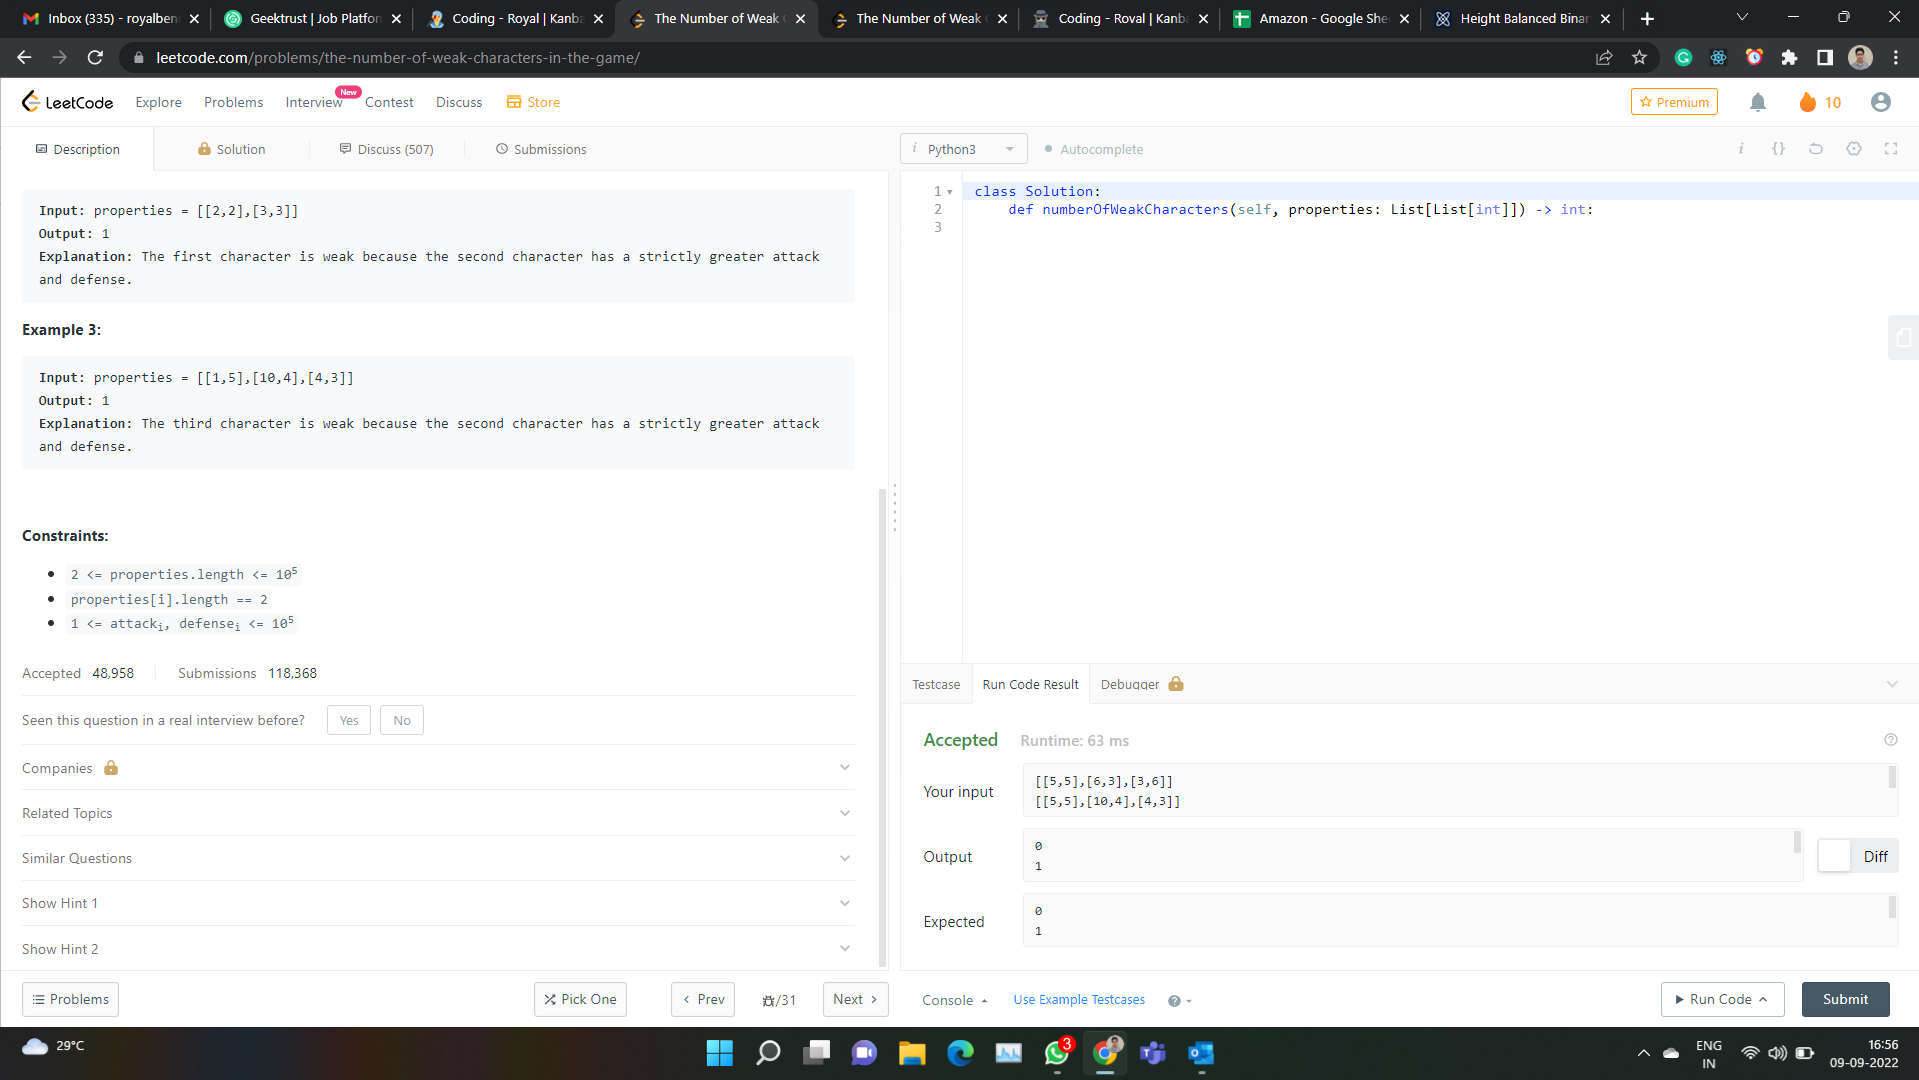 Inbox (335) - royalben
Geektrust | Job Platfor
Coding - Royal | Kanba
The Number of Weak C
The Number of Weak C
Coding - Royal | Kanba
Amazon - Google She
Height Balanced Binar
leetcode.com/problems/the-number-of-weak-characters-in-the-game/
LeetCode
Explore
Problems
Interview
New
Contest
Discuss
Store
Premium
10
Description
Solution
Discuss (507)
Submissions
i Python3
Autocomplete
i {}
Input: properties = [[2,2],[3,3]]
Output: 1
Explanation: The first character is weak because the second character has a strictly greater attack
and defense.
Example 3:
Input: properties = [[1,5],[10,4],[4,3]]
Output: 1
Explanation: The third character is weak because the second character has a strictly greater attack
and defense.
Constraints:
2 <= properties.length <= 10⁵
properties[i].length == 2
1 <= attackᵢ, defenseᵢ <= 10⁵
Accepted 48,958
Submissions 118,368
Seen this question in a real interview before?
Yes
No
Companies
Related Topics
Similar Questions
Show Hint 1
Show Hint 2
Problems
Pick One
Prev
/31
Next
1 class Solution:
2 def numberOfWeakCharacters(self, properties: List[List[int]]) -> int:
3
Testcase
Run Code Result
Debugger
Accepted
Runtime: 63 ms
Your input
[[5,5],[6,3],[3,6]]
[[5,5],[10,4],[4,3]]
Output
0
1
Diff
Expected
0
1
Console
Use Example Testcases
Run Code
Submit
29°C
3
ENG
IN
16:56
09-09-2022